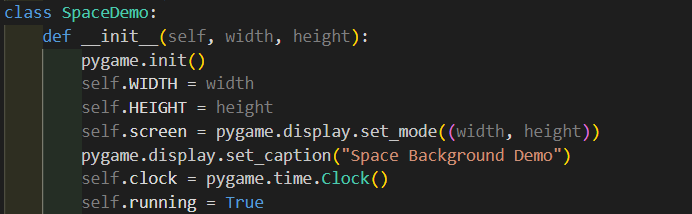 class SpaceDemo:
    def __init__(self, width, height):
        pygame.init()
        self.WIDTH = width
        self.HEIGHT = height
        self.screen = pygame.display.set_mode((width, height))
        pygame.display.set_caption("Space Background Demo")
        self.clock = pygame.time.Clock()
        self.running = True